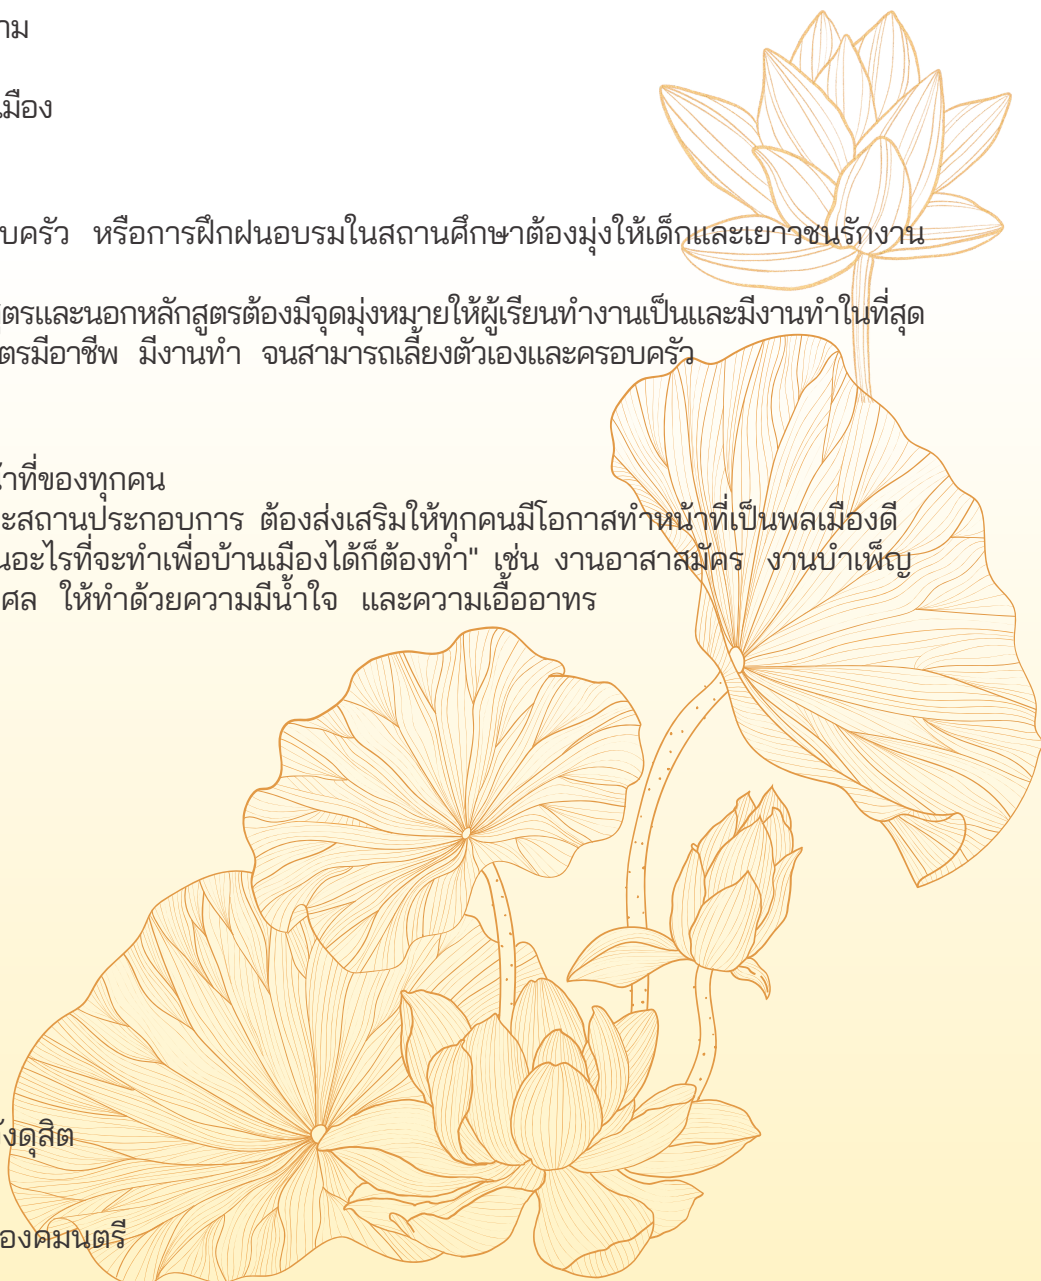 าม
มือง
บครัว หรือการฝึกฝนอบรมในสถานศึกษาต้องมุ่งให้เด็กและเยาวชนรักงาน
สูตรและนอกหลักสูตรต้องมีจุดมุ่งหมายให้ผู้เรียนทำงานเป็นและมีงานทำในที่สุด
ตรมีอาชีพ มีงานทำ จนสามารถเลี้ยงตัวเองและครอบครัว
น้าที่ของทุกคน
ะสถานประกอบการ ต้องส่งเสริมให้ทุกคนมีโอกาสทำหน้าที่เป็นพลเมืองดี
นอะไรที่จะทำเพื่อบ้านเมืองได้ก็ต้องทำ" เช่น งานอาสาสมัคร งานบำเพ็ญ
ศล ให้ทำด้วยความมีน้ำใจ และความเอื้ออาทร
ังดุสิต
องคมนตรี